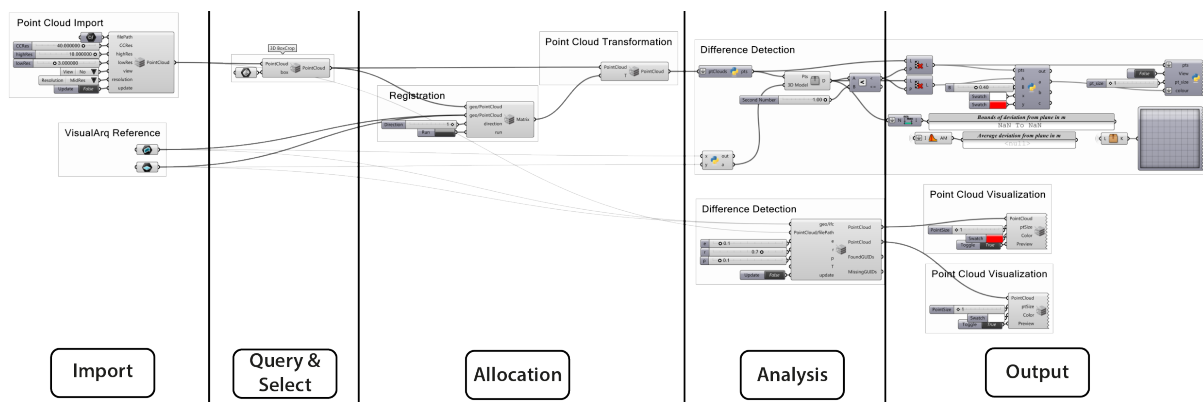 Point Cloud Import
filePath
CCRes
highRes
lowRes
view
resolution
update
PointCloud
CCRes 40.000000
highRes 18.000000
lowRes 3.000000
View No
Resolution MidRes
Update False
VisualArq Reference
3D BoxCrop
PointCloud
box
PointCloud
Registration
geo/PointCloud
geo/PointCloud
direction
run
Matrix
Direction
Run
Point Cloud Transformation
PointCloud
T
PointCloud
Difference Detection
ptClouds
pts
Pts
3D Model
D
Second Number 1.89
out
a
pts
out
0.40
Swatch
Swatch
Bounds of deviation from plane in m
NaN To NaN
Average deviation from plane in m
<null>
AM
False
pt_size 1
pts
View
pt_size
colour
Difference Detection
geo/ifc
PointCloud/filePath
e
r
p
T
update
PointCloud
PointCloud
FoundGUIDs
MissingGUIDs
0.1
0.7
0.1
Update False
Point Cloud Visualization
PointCloud
ptSize
Color
Preview
PointSize 1
Swatch
Toggle True
Point Cloud Visualization
PointCloud
ptSize
Color
Preview
PointSize 1
Swatch
Toggle True
Import
Query &
Select
Allocation
Analysis
Output